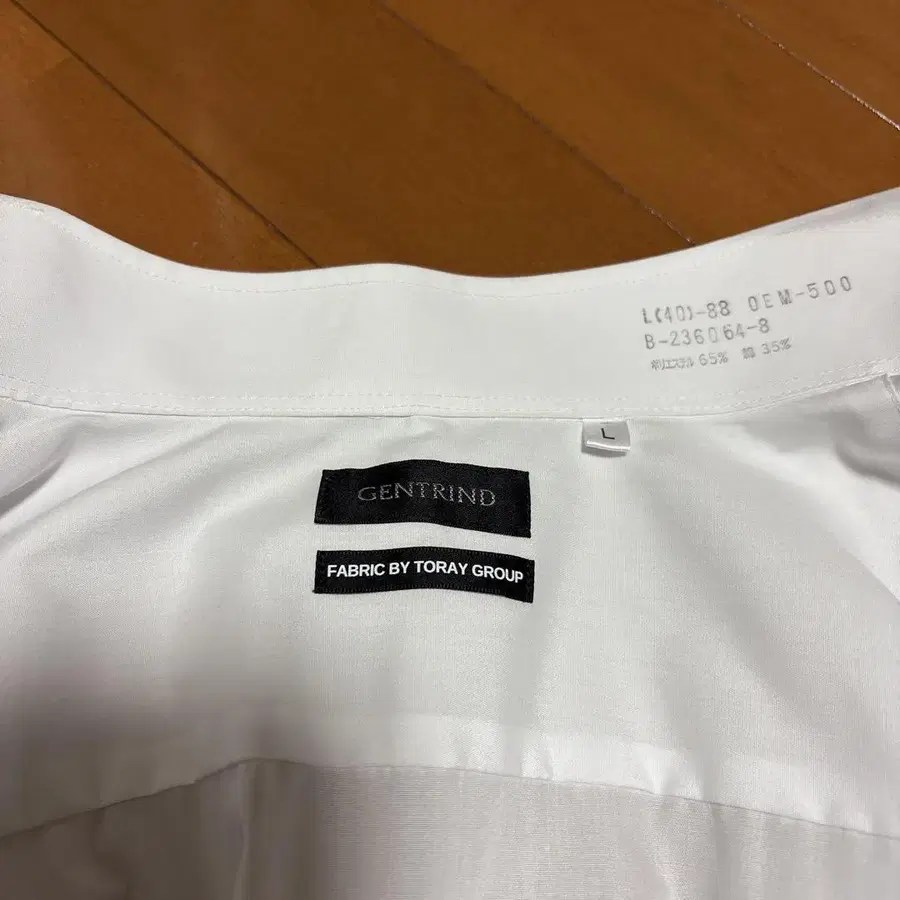 L(40)-88 OEM-500
B-236064-8
ポリエステル 65% 綿 35%
L
GENTRIND
FABRIC BY TORAY GROUP